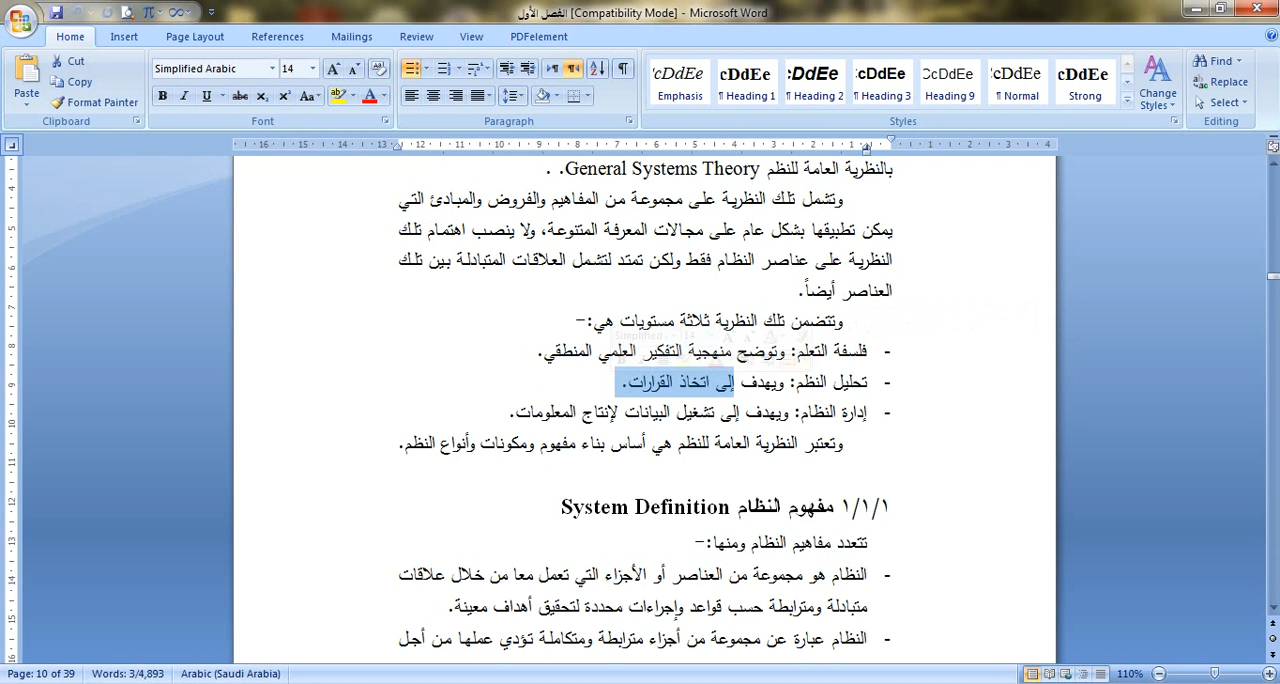 الفصل الأول [Compatibility Mode] - Microsoft Word
Home Insert Page Layout References Mailings Review View PDFelement
Paste
Cut
Copy
Format Painter
Clipboard
Simplified Arabic 14
B I U abc x₂ x² Aa
Font
Paragraph
Emphasis
¶ Heading 1
¶ Heading 2
¶ Heading 3
Heading 9
¶ Normal
Strong
Change Styles
Styles
Find
Replace
Select
Editing
بالنظرية العامة للنظم General Systems Theory. .
وتشمل تلك النظرية على مجموعة من المفاهيم والفروض والمبادئ التي
يمكن تطبيقها بشكل عام على مجالات المعرفة المتنوعة، ولا ينصب اهتمام تلك
النظرية على عناصر النظام فقط ولكن تمتد لتشمل العلاقات المتبادلة بين تلك
العناصر أيضاً.
وتتضمن تلك النظرية ثلاثة مستويات هي:-
- فلسفة التعلم: وتوضح منهجية التفكير العلمي المنطقي.
- تحليل النظم: ويهدف إلى اتخاذ القرارات.
- إدارة النظام: ويهدف إلى تشغيل البيانات لإنتاج المعلومات.
وتعتبر النظرية العامة للنظم هي أساس بناء مفهوم ومكونات وأنواع النظم.
١/١/١ مفهوم النظام System Definition
تتعدد مفاهيم النظام ومنها:-
- النظام هو مجموعة من العناصر أو الأجزاء التي تعمل معا من خلال علاقات
متبادلة ومترابطة حسب قواعد وإجراءات محددة لتحقيق أهداف معينة.
- النظام عبارة عن مجموعة من أجزاء مترابطة ومتكاملة تؤدي عملها من أجل
Page: 10 of 39 Words: 3/4,893 Arabic (Saudi Arabia) 110%